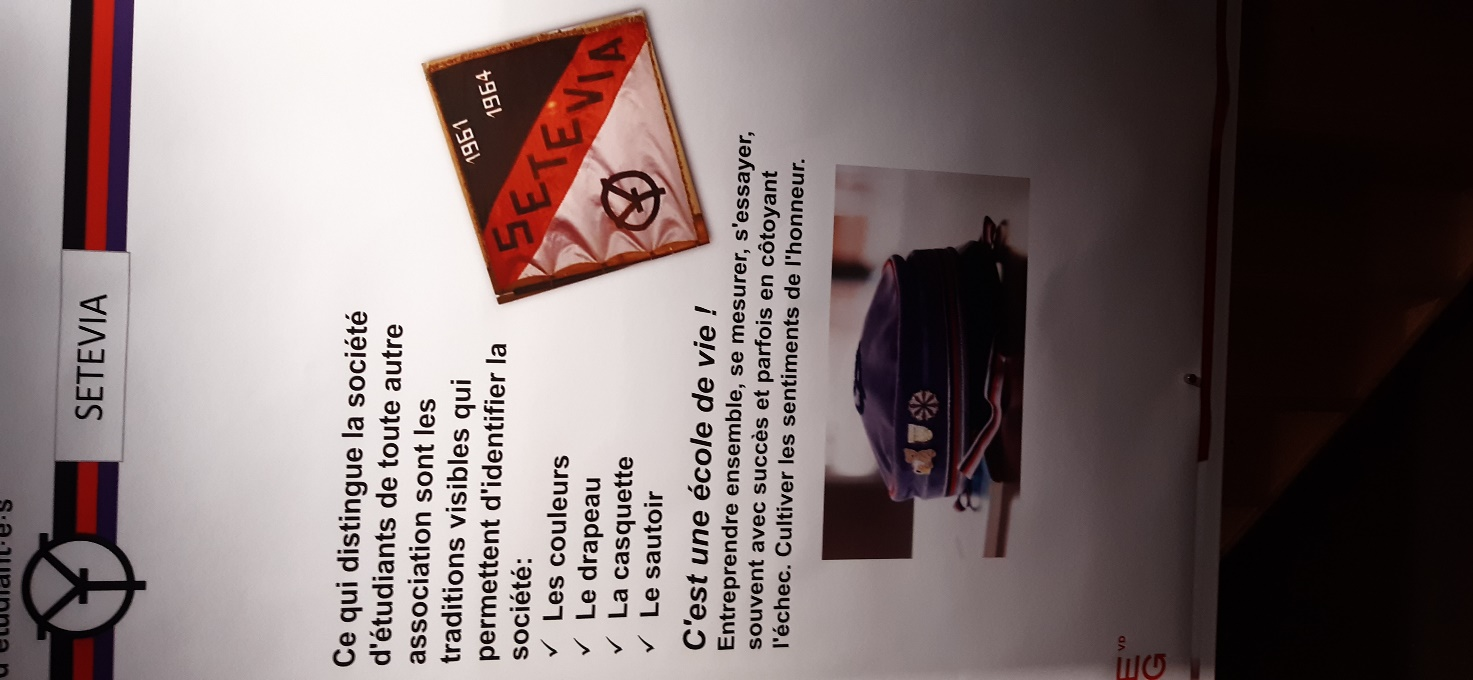 d'étudiant·e·s
SETEVIA
Ce qui distingue la société
d'étudiants de toute autre
association sont les
traditions visibles qui
permettent d'identifier la
société:
✓ Les couleurs
✓ Le drapeau
✓ La casquette
✓ Le sautoir
1961
1964
SETEVIA
C'est une école de vie !
Entreprendre ensemble, se mesurer, s'essayer,
souvent avec succès et parfois en côtoyant
l'échec. Cultiver les sentiments de l'honneur.
E VD
G